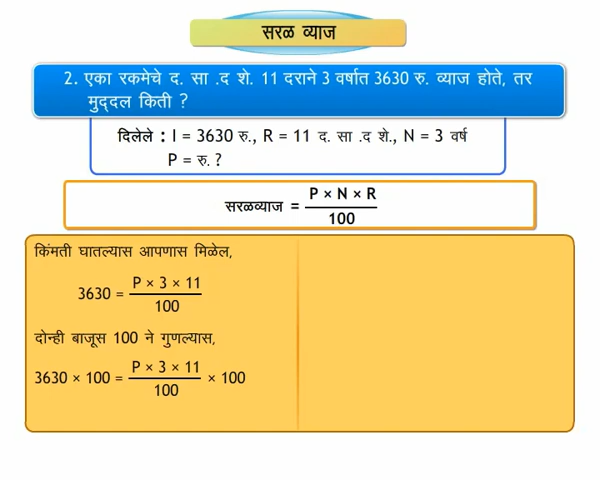 सरळ व्याज
2. एका रकमेचे द. सा .द शे. 11 दराने 3 वर्षात 3630 रु. व्याज होते, तर
मुद्दल किती ?
दिलेले : I = 3630 रु., R = 11 द. सा .द शे., N = 3 वर्ष
P = रु. ?
सरळव्याज = P × N × R / 100
किंमती घातल्यास आपणास मिळेल,
3630 = P × 3 × 11 / 100
दोन्ही बाजूस 100 ने गुणल्यास,
3630 × 100 = P × 3 × 11 / 100 × 100